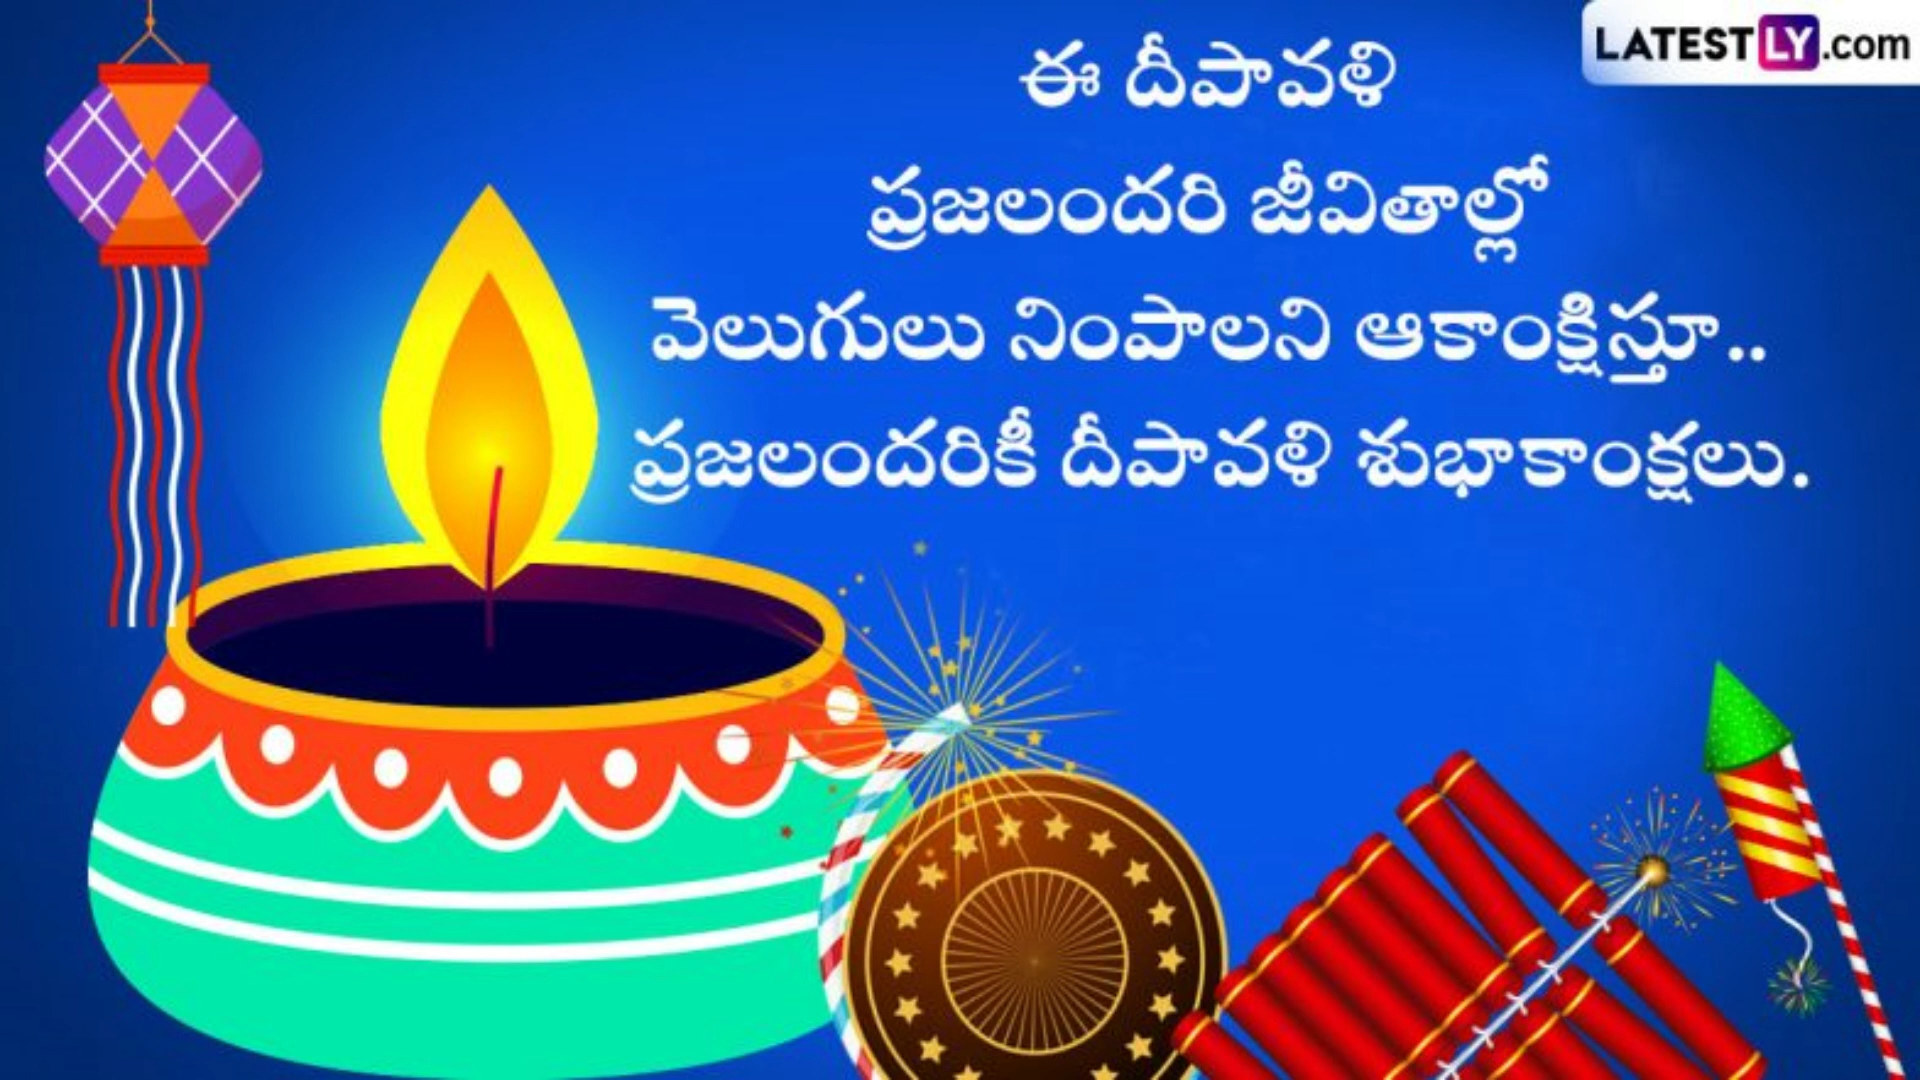 LATESTLY.com
ఈ దీపావళి
ప్రజలందరి జీవితాల్లో
వెలుగులు నింపాలని ఆకాంక్షిస్తూ..
ప్రజలందరికీ దీపావళి శుభాకాంక్షలు.